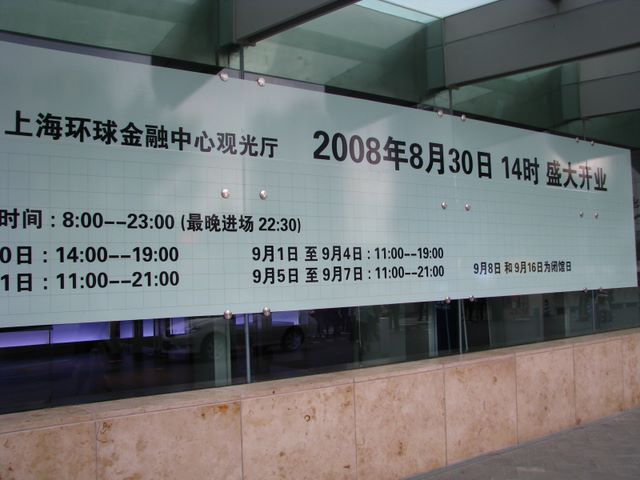 上海环球金融中心观光厅 2008年8月30日 14时 盛大开业
时间 : 8:00--23:00 (最晚进场 22:30)
0日 : 14:00--19:00 9月1日 至 9月4日 : 11:00--19:00
1日 : 11:00--21:00 9月5日 至 9月7日 : 11:00--21:00 9月8日 和 9月16日为闭馆日